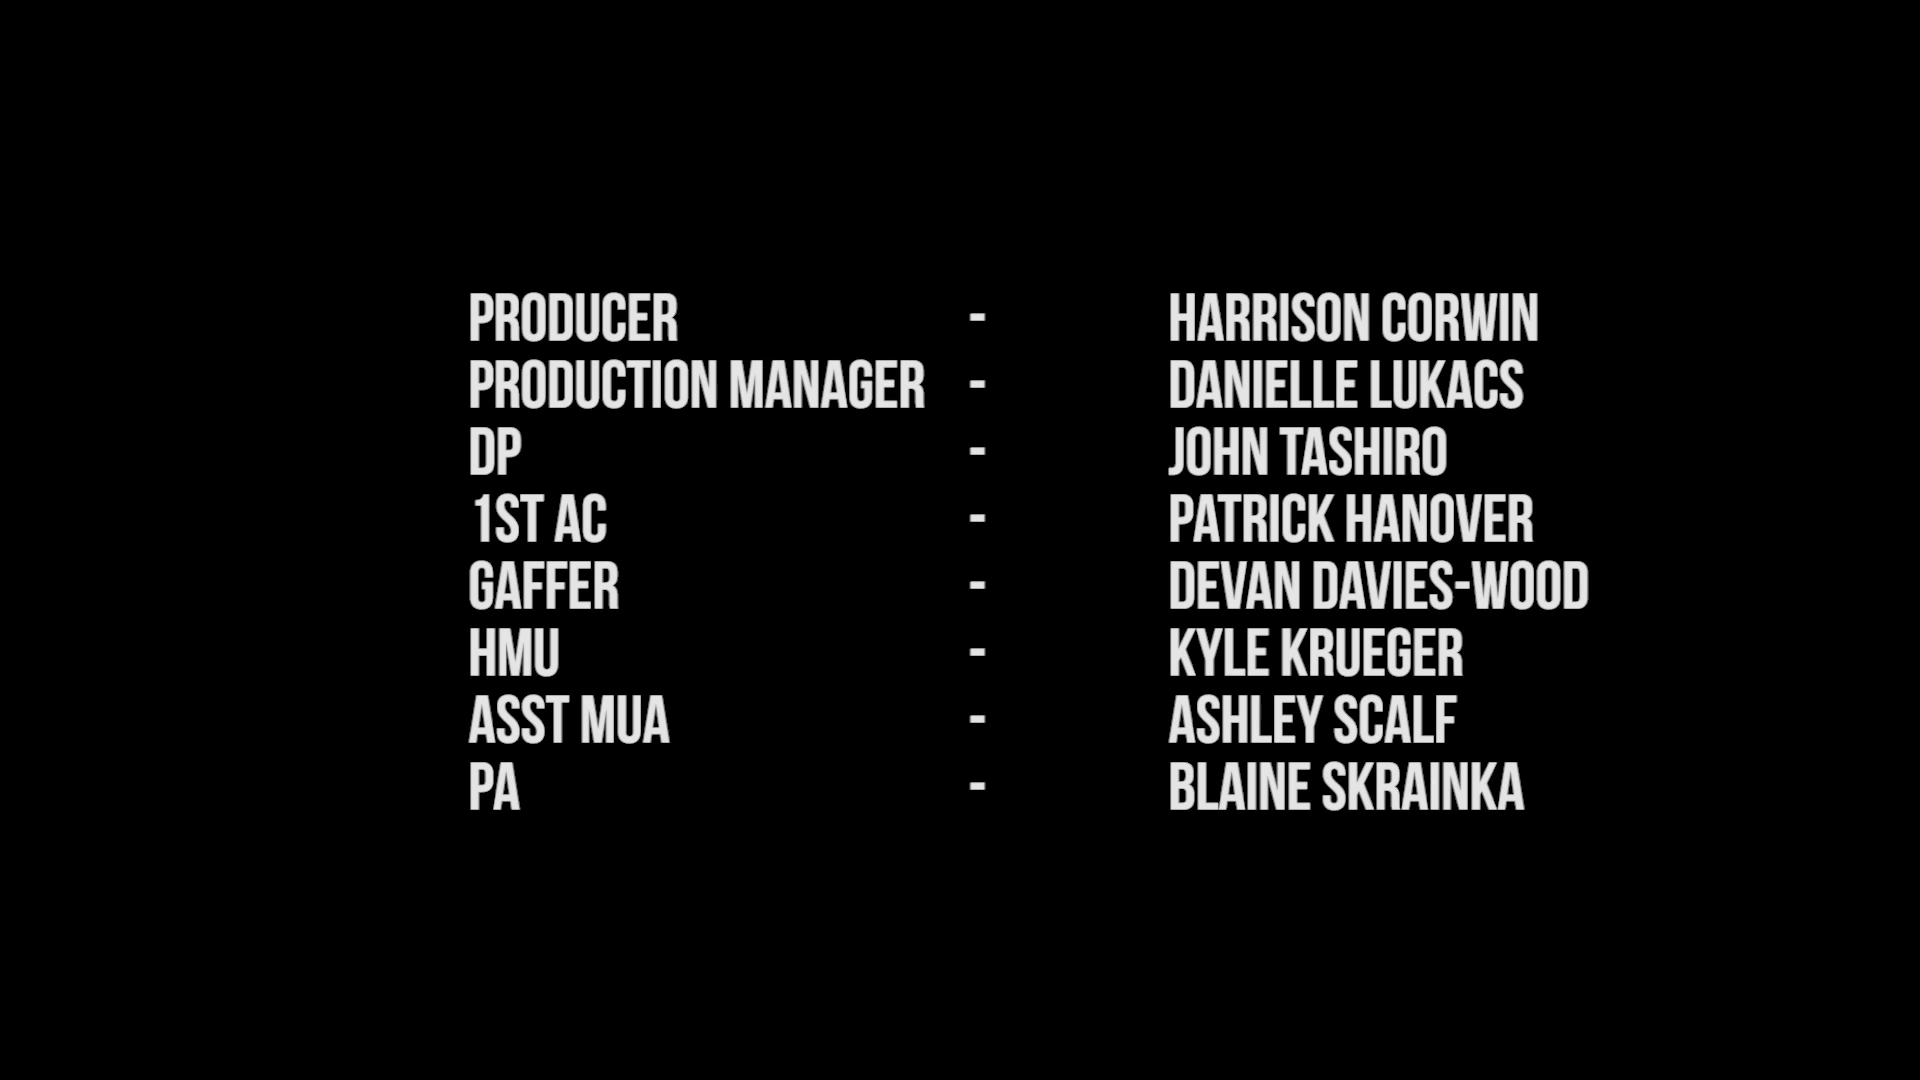 PRODUCER - HARRISON CORWIN
PRODUCTION MANAGER - DANIELLE LUKACS
DP - JOHN TASHIRO
1ST AC - PATRICK HANOVER
GAFFER - DEVAN DAVIES-WOOD
HMU - KYLE KRUEGER
ASST MUA - ASHLEY SCALF
PA - BLAINE SKRAINKA